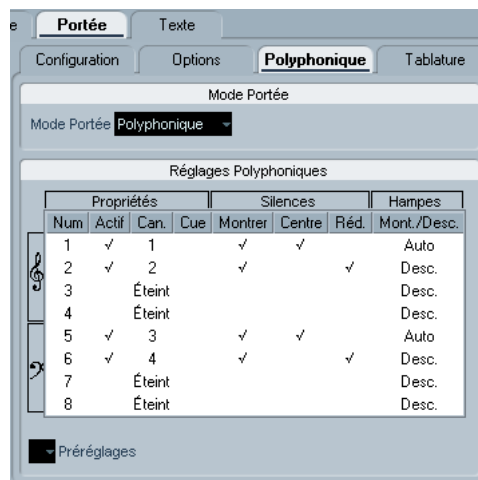 e Portée Texte
Configuration Options Polyphonique Tablature
Mode Portée
Mode Portée Polyphonique
Réglages Polyphoniques
Propriétés Silences Hampes
Num Actif Can. Cue Montrer Centre Réd. Mont./Desc.
1 √ 1 √ √ Auto
2 √ 2 √ √ Desc.
3 Éteint Desc.
4 Éteint Desc.
5 √ 3 √ √ Auto
6 √ 4 √ √ Desc.
7 Éteint Desc.
8 Éteint Desc.
Préréglages